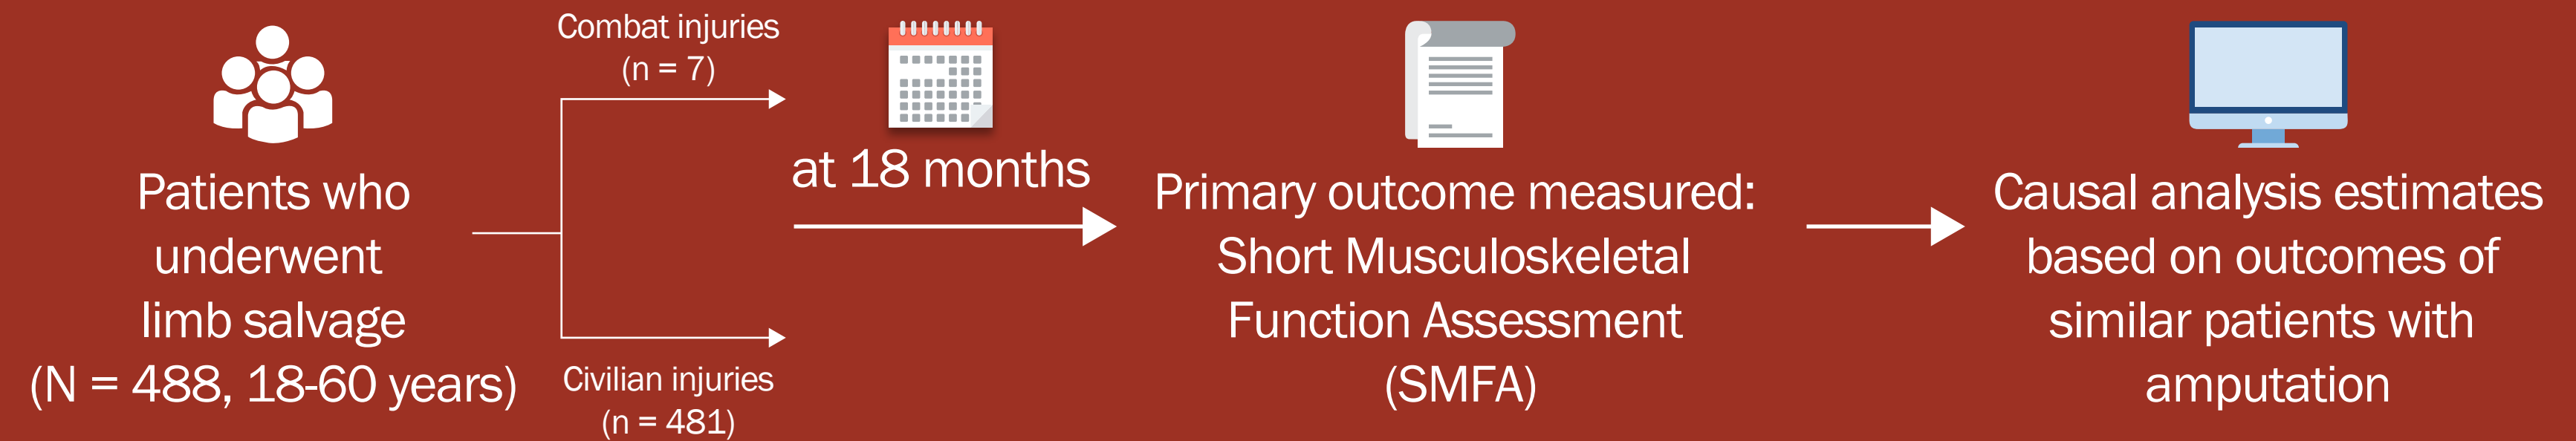 Patients who
underwent
limb salvage
(N = 488, 18-60 years)
Combat injuries
(n = 7)
Civilian injuries
(n = 481)
at 18 months
Primary outcome measured:
Short Musculoskeletal
Function Assessment
(SMFA)
Causal analysis estimates
based on outcomes of
similar patients with
amputation